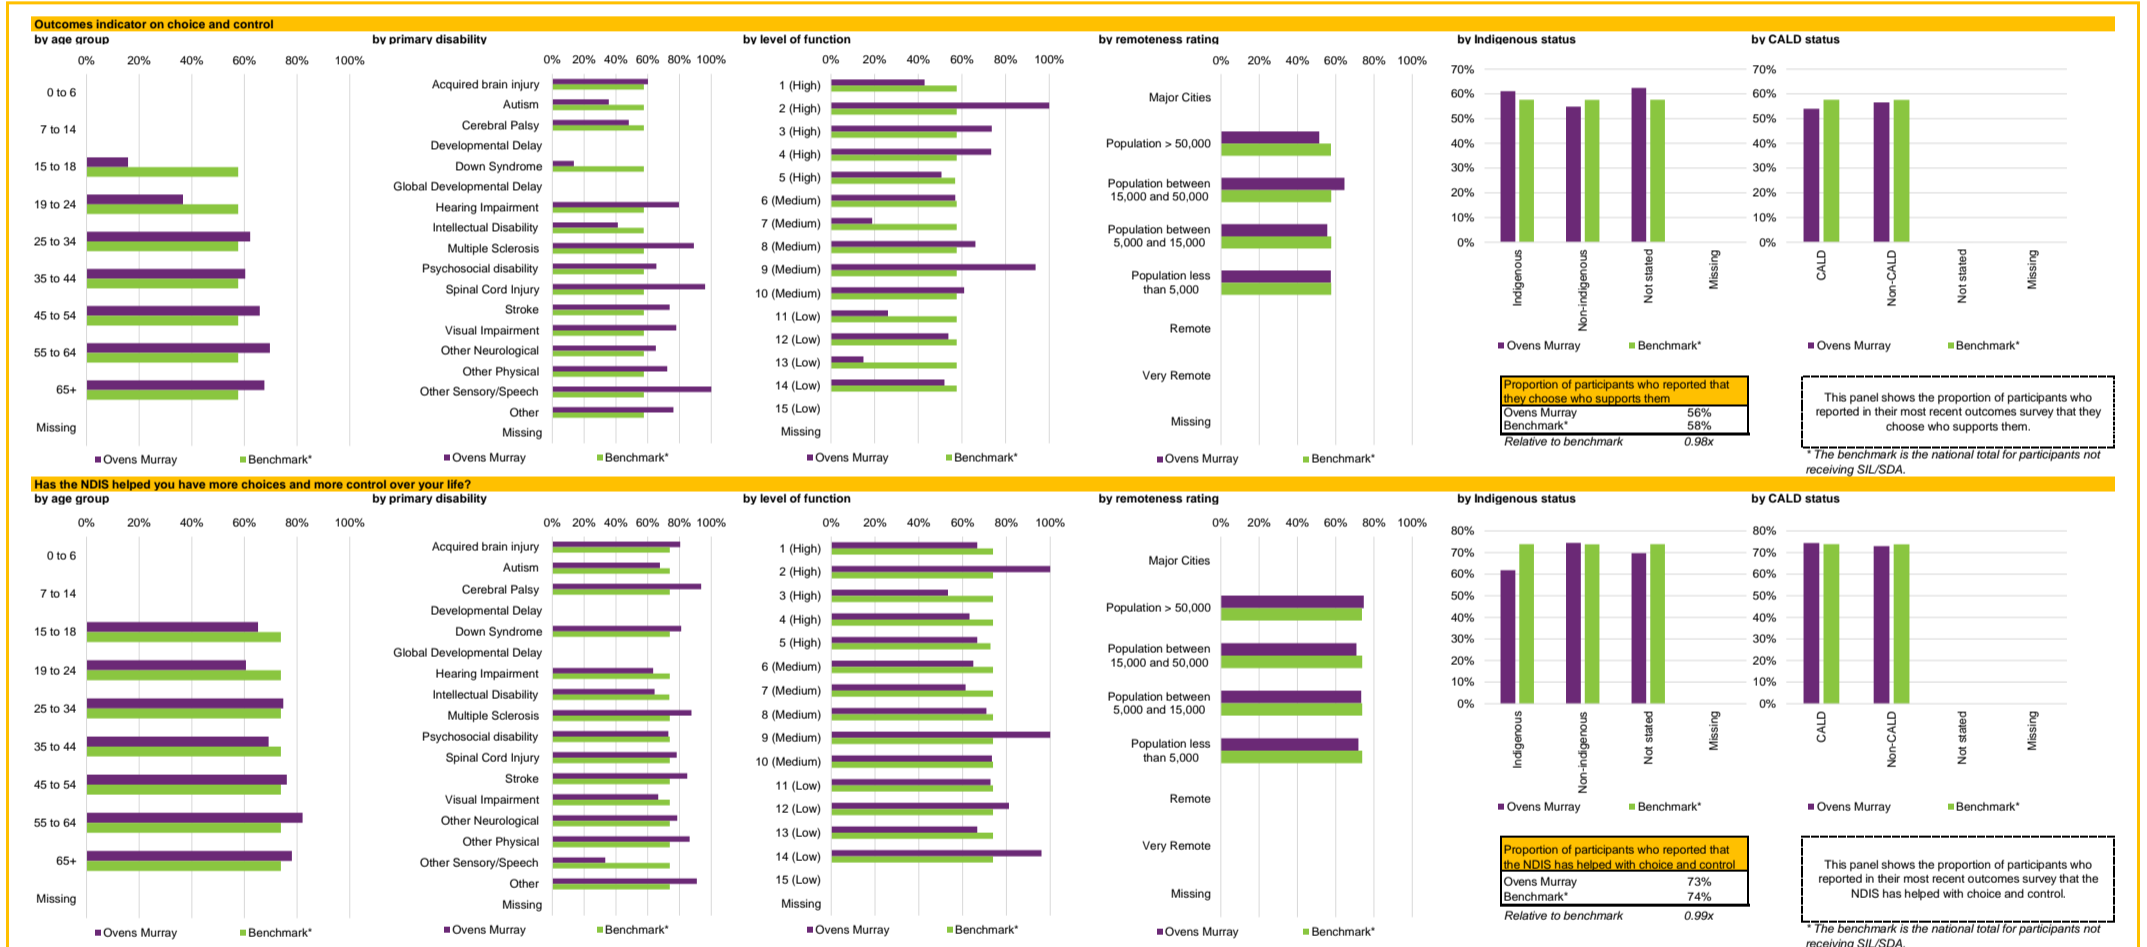 Outcomes indicator on choice and control
by age group
0% 20% 40% 60% 80% 100%
0 to 6
7 to 14
15 to 18
19 to 24
25 to 34
35 to 44
45 to 54
55 to 64
65+
Missing
Ovens Murray Benchmark*
by primary disability
0% 20% 40% 60% 80% 100%
Acquired brain injury
Autism
Cerebral Palsy
Developmental Delay
Down Syndrome
Global Developmental Delay
Hearing Impairment
Intellectual Disability
Multiple Sclerosis
Psychosocial disability
Spinal Cord Injury
Stroke
Visual Impairment
Other Neurological
Other Physical
Other Sensory/Speech
Other
Missing
Ovens Murray Benchmark*
by level of function
0% 20% 40% 60% 80% 100%
1 (High)
2 (High)
3 (High)
4 (High)
5 (High)
6 (Medium)
7 (Medium)
8 (Medium)
9 (Medium)
10 (Medium)
11 (Low)
12 (Low)
13 (Low)
14 (Low)
15 (Low)
Missing
Ovens Murray Benchmark*
by remoteness rating
0% 20% 40% 60% 80% 100%
Major Cities
Population > 50,000
Population between
15,000 and 50,000
Population between
5,000 and 15,000
Population less
than 5,000
Remote
Very Remote
Missing
Ovens Murray Benchmark*
by Indigenous status
70%
60%
50%
40%
30%
20%
10%
0%
Indigenous
Non-indigenous
Not stated
Missing
Ovens Murray Benchmark*
by CALD status
70%
60%
50%
40%
30%
20%
10%
0%
CALD
Non-CALD
Not stated
Missing
Ovens Murray Benchmark*
Proportion of participants who reported that
they choose who supports them
Ovens Murray 56%
Benchmark* 58%
Relative to benchmark 0.98x
This panel shows the proportion of participants who
reported in their most recent outcomes survey that they
choose who supports them.
* The benchmark is the national total for participants not
receiving SIL/SDA.
Has the NDIS helped you have more choices and more control over your life?
by age group
0% 20% 40% 60% 80% 100%
0 to 6
7 to 14
15 to 18
19 to 24
25 to 34
35 to 44
45 to 54
55 to 64
65+
Missing
Ovens Murray Benchmark*
by primary disability
0% 20% 40% 60% 80% 100%
Acquired brain injury
Autism
Cerebral Palsy
Developmental Delay
Down Syndrome
Global Developmental Delay
Hearing Impairment
Intellectual Disability
Multiple Sclerosis
Psychosocial disability
Spinal Cord Injury
Stroke
Visual Impairment
Other Neurological
Other Physical
Other Sensory/Speech
Other
Missing
Ovens Murray Benchmark*
by level of function
0% 20% 40% 60% 80% 100%
1 (High)
2 (High)
3 (High)
4 (High)
5 (High)
6 (Medium)
7 (Medium)
8 (Medium)
9 (Medium)
10 (Medium)
11 (Low)
12 (Low)
13 (Low)
14 (Low)
15 (Low)
Missing
Ovens Murray Benchmark*
by remoteness rating
0% 20% 40% 60% 80% 100%
Major Cities
Population > 50,000
Population between
15,000 and 50,000
Population between
5,000 and 15,000
Population less
than 5,000
Remote
Very Remote
Missing
Ovens Murray Benchmark*
by Indigenous status
80%
70%
60%
50%
40%
30%
20%
10%
0%
Indigenous
Non-indigenous
Not stated
Missing
Ovens Murray Benchmark*
by CALD status
80%
70%
60%
50%
40%
30%
20%
10%
0%
CALD
Non-CALD
Not stated
Missing
Ovens Murray Benchmark*
Proportion of participants who reported that
the NDIS has helped with choice and control
Ovens Murray 73%
Benchmark* 74%
Relative to benchmark 0.99x
This panel shows the proportion of participants who
reported in their most recent outcomes survey that the
NDIS has helped with choice and control.
* The benchmark is the national total for participants not
receiving SIL/SDA.